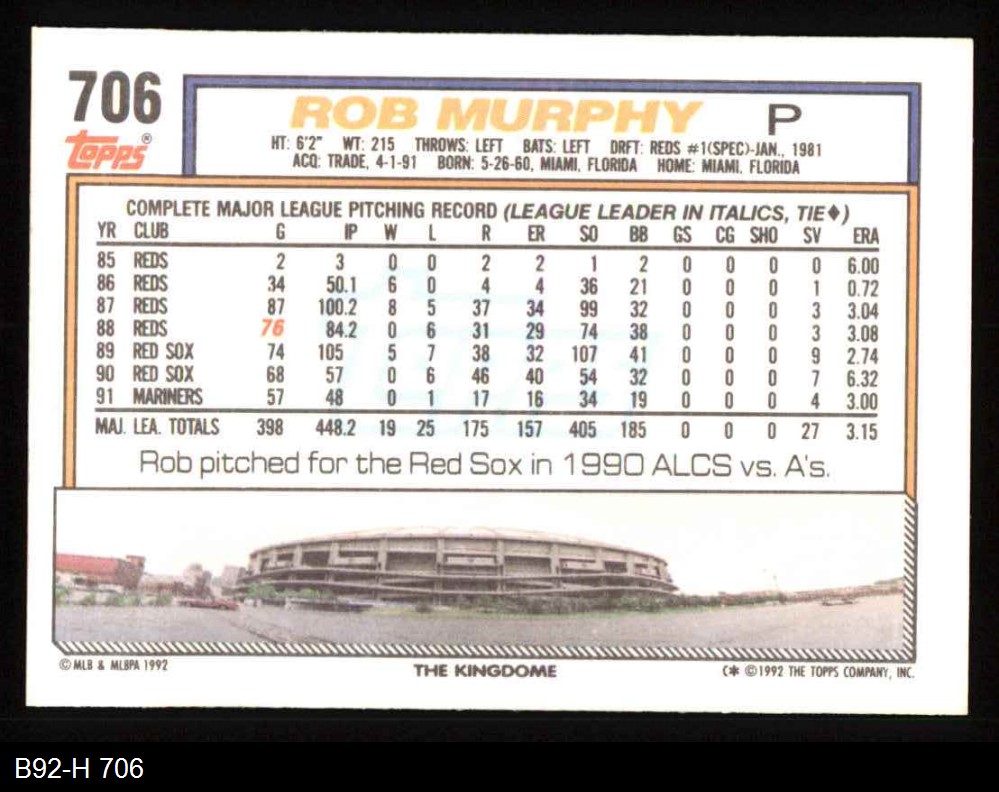 706
Topps®
ROB MURPHY P
HT: 6'2" WT: 215 THROWS: LEFT BATS: LEFT DRFT: REDS #1(SPEC)-JAN., 1981
ACQ: TRADE, 4-1-91 BORN: 5-26-60, MIAMI, FLORIDA HOME: MIAMI, FLORIDA
COMPLETE MAJOR LEAGUE PITCHING RECORD (LEAGUE LEADER IN ITALICS, TIE♦)
YR CLUB G IP W L R ER SO BB GS CG SHO SV ERA
85 REDS 2 3 0 0 2 2 1 2 0 0 0 0 6.00
86 REDS 34 50.1 6 0 4 4 36 21 0 0 0 1 0.72
87 REDS 87 100.2 8 5 37 34 99 32 0 0 0 3 3.04
88 REDS 76 84.2 0 6 31 29 74 38 0 0 0 3 3.08
89 RED SOX 74 105 5 7 38 32 107 41 0 0 0 9 2.74
90 RED SOX 68 57 0 6 46 40 54 32 0 0 0 7 6.32
91 MARINERS 57 48 0 1 17 16 34 19 0 0 0 4 3.00
MAJ. LEA. TOTALS 398 448.2 19 25 175 157 405 185 0 0 0 27 3.15
Rob pitched for the Red Sox in 1990 ALCS vs. A's.
© MLB & MLBPA 1992
THE KINGDOME
C* ©1992 THE TOPPS COMPANY, INC.
B92-H 706